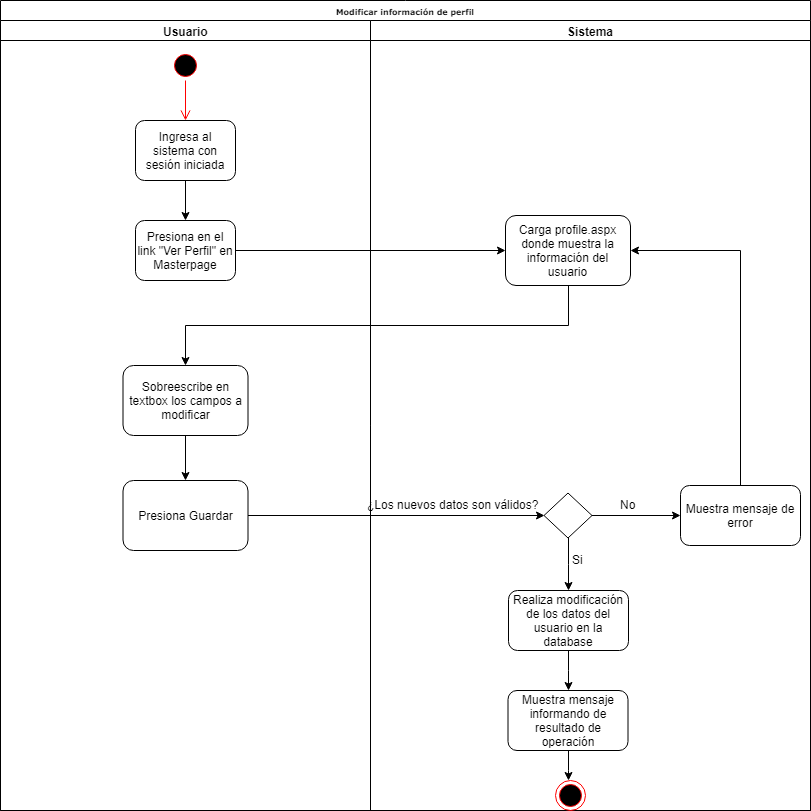 Modificar información de perfil
Usuario
Sistema
Ingresa al
sistema con
sesión iniciada
Presiona en el
link "Ver Perfil" en
Masterpage
Carga profile.aspx
donde muestra la
información del
usuario
Sobreescribe en
textbox los campos a
modificar
Presiona Guardar
¿Los nuevos datos son válidos?
No
Muestra mensaje de
error
Si
Realiza modificación
de los datos del
usuario en la
database
Muestra mensaje
informando de
resultado de
operación